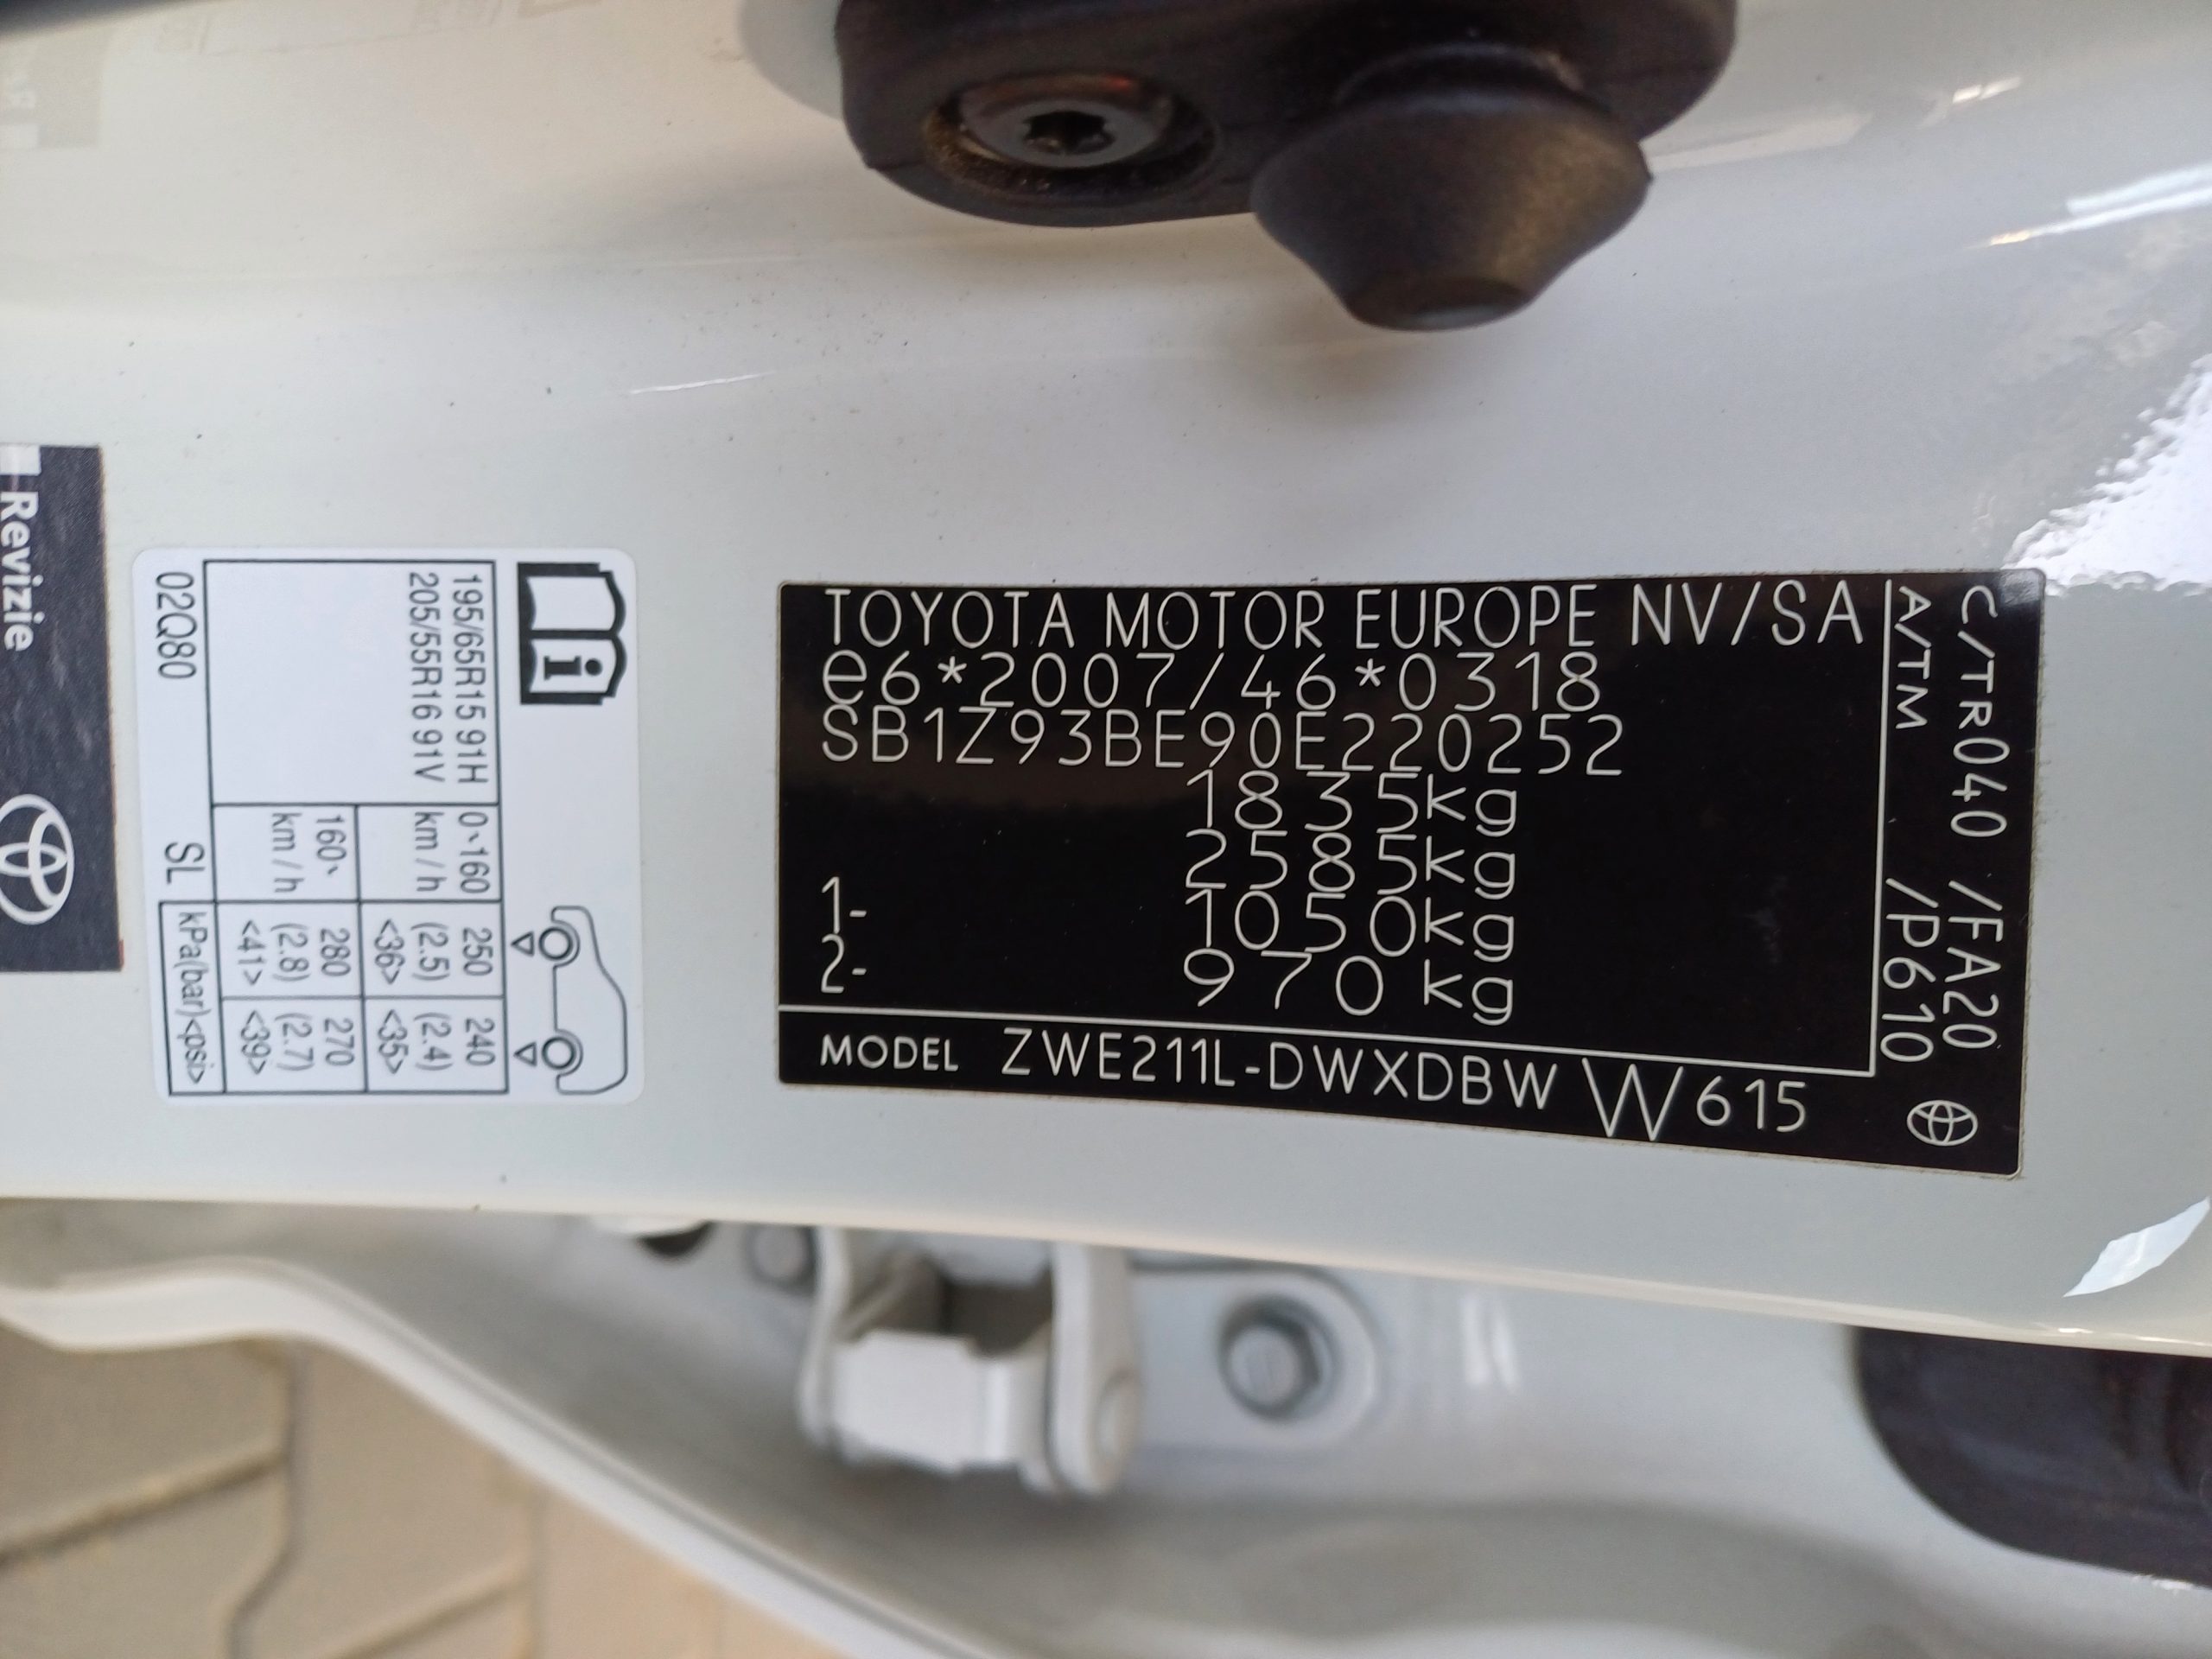 TOYOTA MOTOR EUROPE NV/SA
e6*2007/46*0318
SB1Z93BE90E220252
1835kg
2585kg
1- 1050kg
2- 970 kg
MODEL ZWE211L-DWXDBW W615
C/TR040 /FA20
A/TM /P610
i
195/65R15 91H 0~160 250 240
205/55R16 91V km/h (2.5) (2.4)
<36> <35>
160~ 280 270
km/h (2.8) (2.7)
<41> <39>
02Q80 SL kPa(bar)<psi>
Revizie